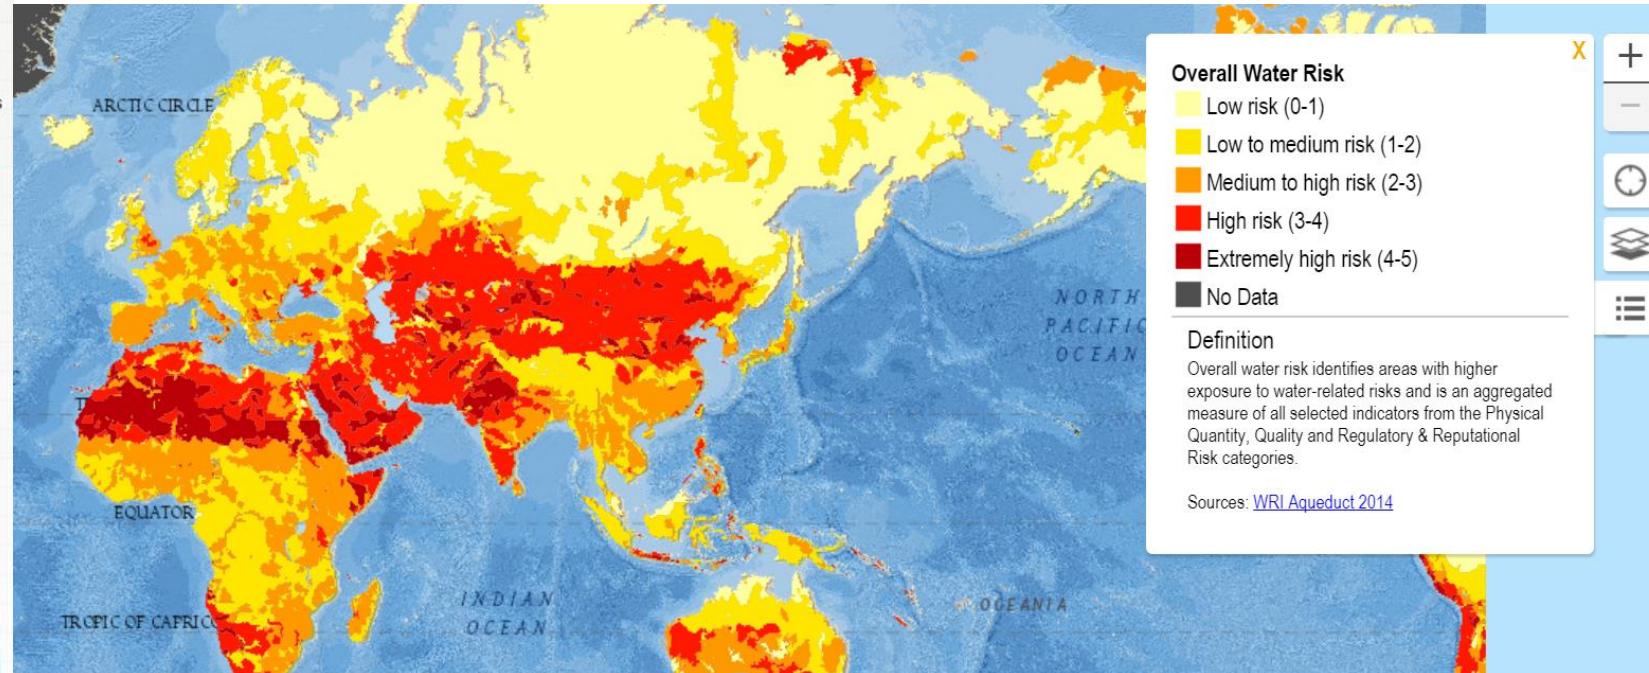 ARCTIC CIRCLE
EQUATOR
TROPIC OF CAPRIC
INDIAN
OCEAN
NORTH
PACIFIC
OCEAN
OCEANIA
X
Overall Water Risk
Low risk (0-1)
Low to medium risk (1-2)
Medium to high risk (2-3)
High risk (3-4)
Extremely high risk (4-5)
No Data
Definition
Overall water risk identifies areas with higher
exposure to water-related risks and is an aggregated
measure of all selected indicators from the Physical
Quantity, Quality and Regulatory & Reputational
Risk categories.
Sources: WRI Aqueduct 2014